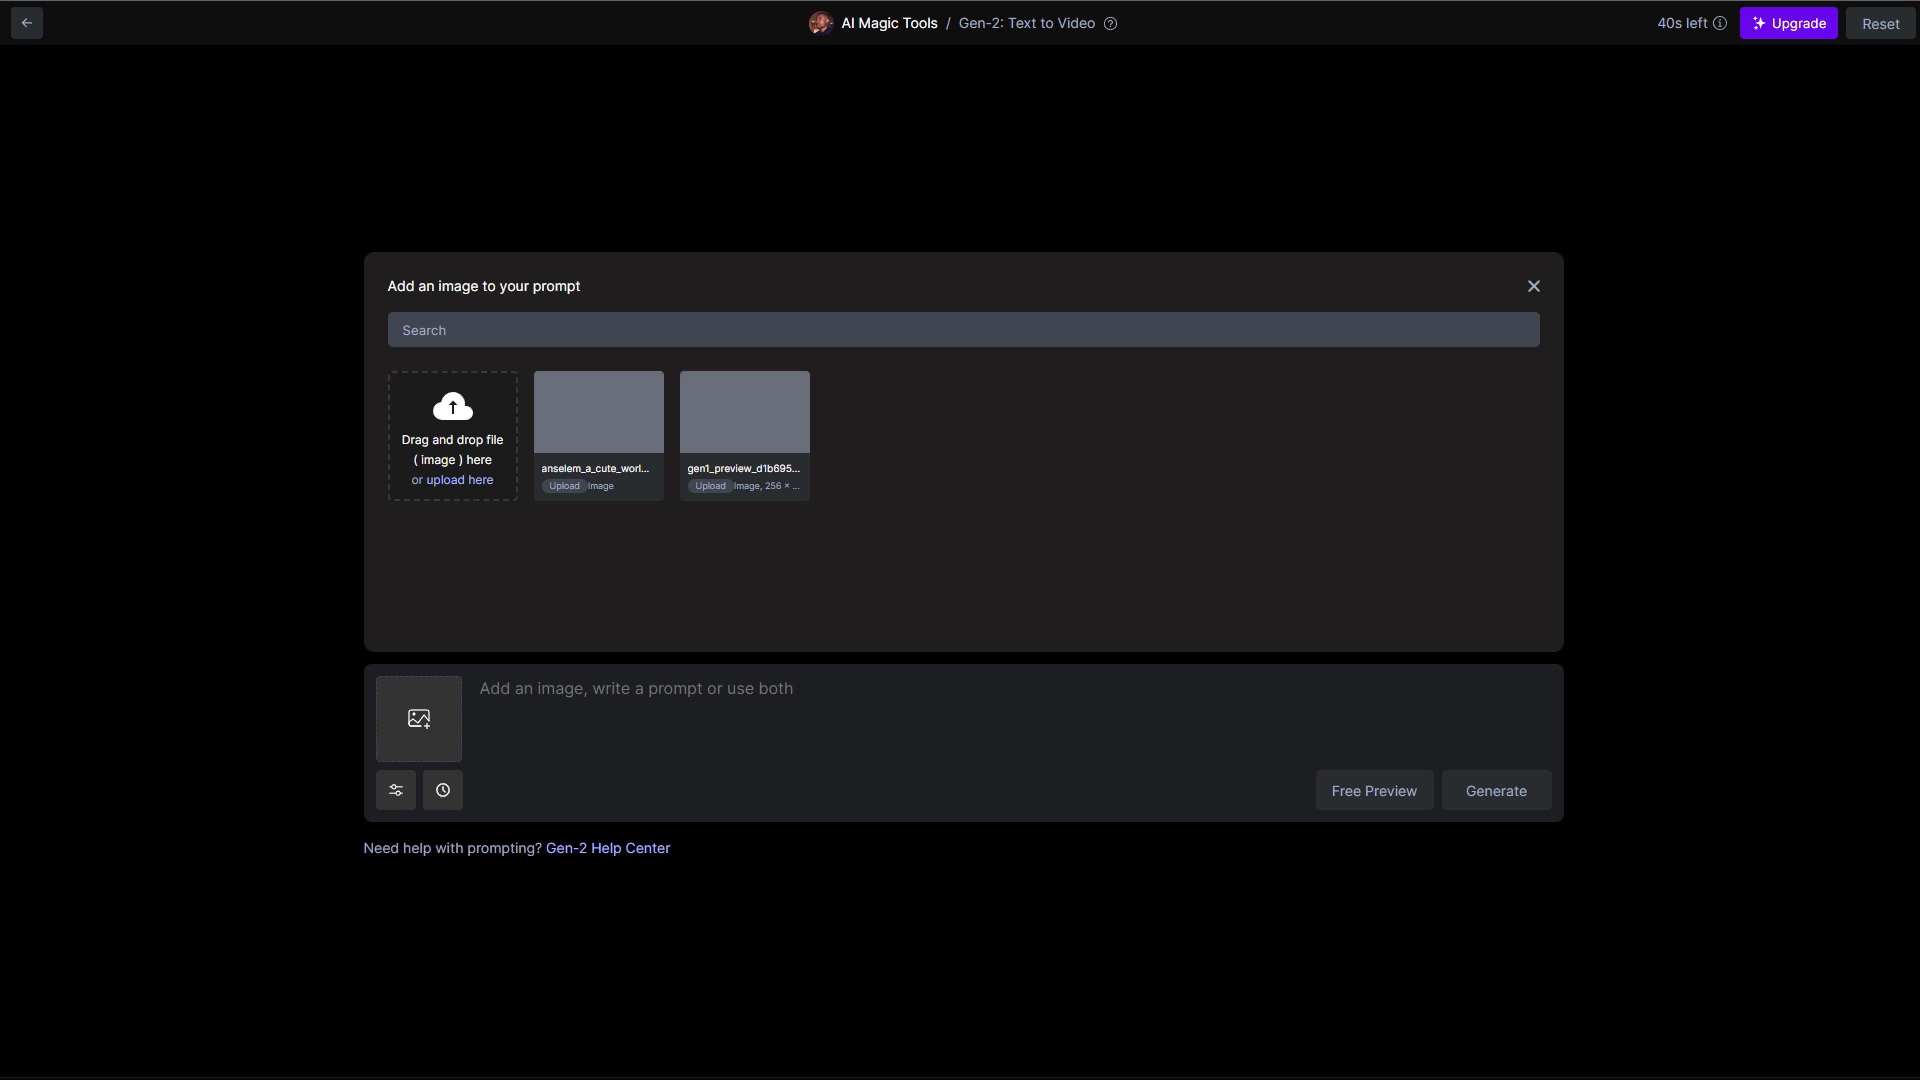 AI Magic Tools / Gen-2: Text to Video
40s left
Upgrade
Reset
Add an image to your prompt
Search
Drag and drop file
( image ) here
or upload here
anselem_a_cute_worl...
Upload Image
gen1_preview_d1b695...
Upload Image, 256 × ...
Add an image, write a prompt or use both
Free Preview
Generate
Need help with prompting? Gen-2 Help Center